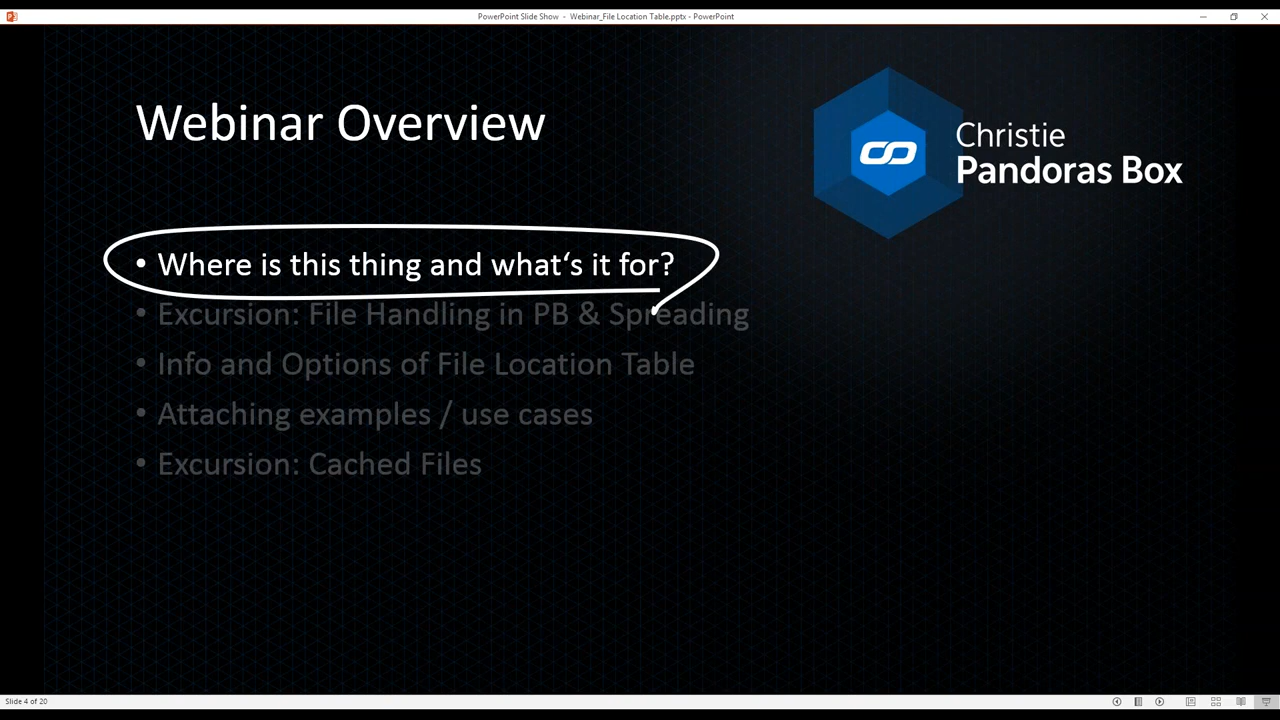 PowerPoint Slide Show - Webinar_File Location Table.pptx - PowerPoint
Webinar Overview
Christie
Pandoras Box
• Where is this thing and what‘s it for?
• Excursion: File Handling in PB & Spreading
• Info and Options of File Location Table
• Attaching examples / use cases
• Excursion: Cached Files
Slide 4 of 20